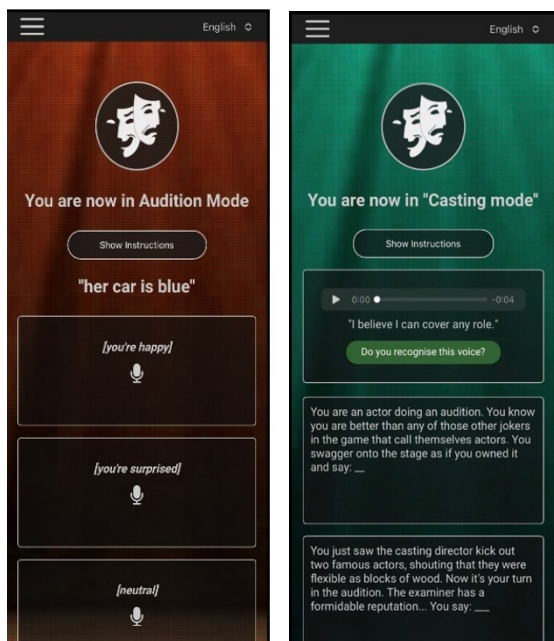 English
You are now in Audition Mode
Show Instructions
"her car is blue"
[you're happy]
[you're surprised]
[neutral]
English
You are now in "Casting mode"
Show Instructions
0:00
-0:04
"I believe I can cover any role."
Do you recognise this voice?
You are an actor doing an audition. You know
you are better than any of those other jokers
in the game that call themselves actors. You
swagger onto the stage as if you owned it
and say: __
You just saw the casting director kick out
two famous actors, shouting that they were
flexible as blocks of wood. Now it's your turn
in the audition. The examiner has a
formidable reputation... You say: ___